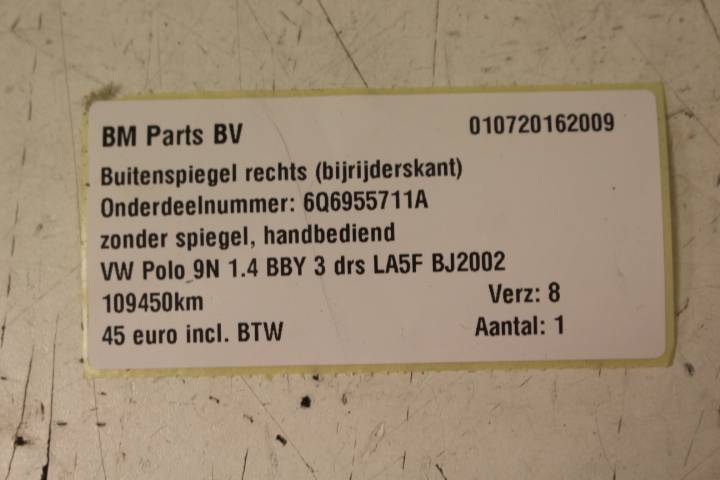 BM Parts BV 010720162009
Buitenspiegel rechts (bijrijderskant)
Onderdeelnummer: 6Q6955711A
zonder spiegel, handbediend
VW Polo 9N 1.4 BBY 3 drs LA5F BJ2002
109450km Verz: 8
45 euro incl. BTW Aantal: 1